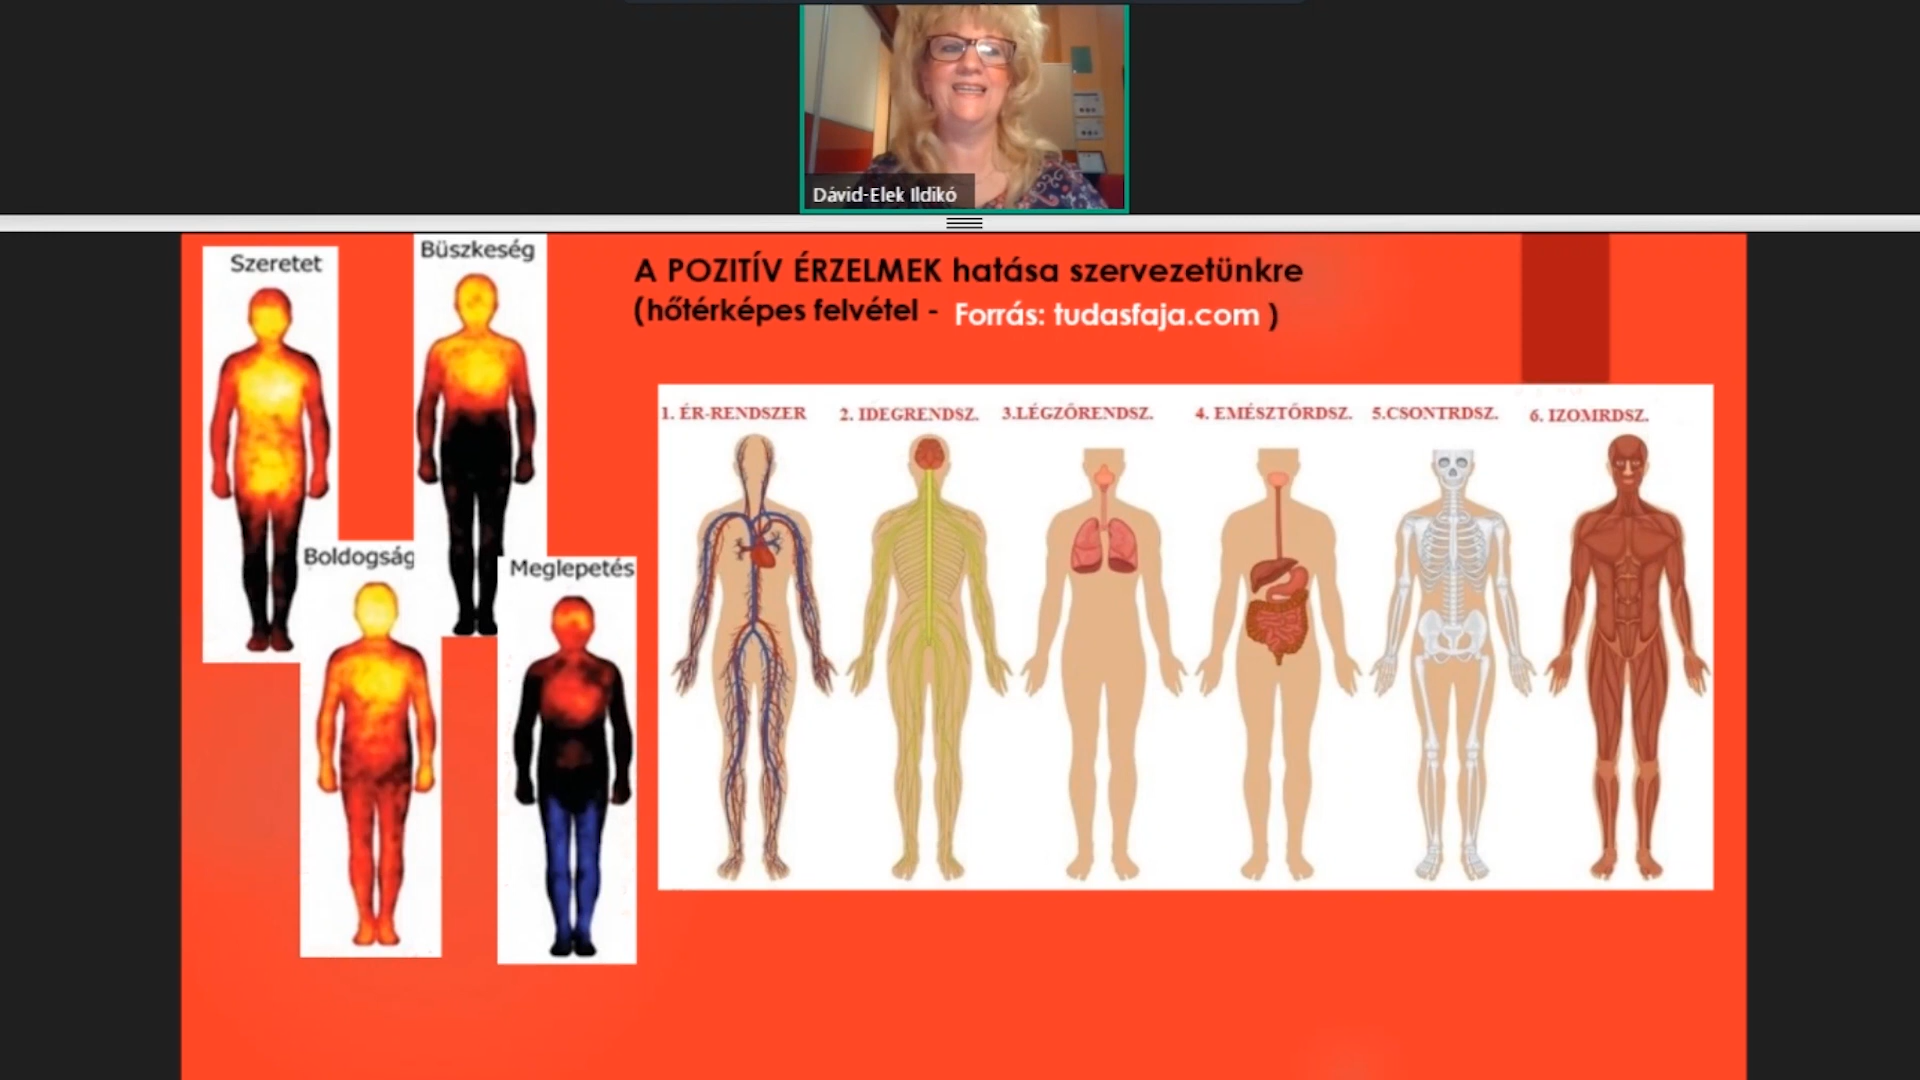 Dávid-Elek Ildikó
Szeretet
Büszkeség
A POZITÍV ÉRZELMEK hatása szervezetünkre
(hőtérképes felvétel - Forrás: tudasfaja.com )
1. ÉR-RENDSZER
2. IDEGRENDSZ.
3.LÉGZŐRENDSZ.
4. EMÉSZTŐRDSZ.
5.CSONTRDSZ.
6. IZOMRDSZ.
Boldogság
Meglepetés